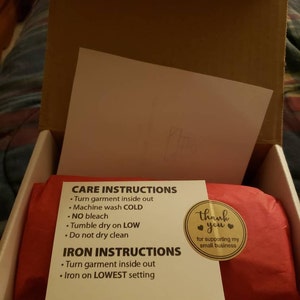 CARE INSTRUCTIONS
• Turn garment inside out
• Machine wash COLD
• NO bleach
• Tumble dry on LOW
• Do not dry clean
IRON INSTRUCTIONS
• Turn garment inside out
• Iron on LOWEST setting
thank
you
for supporting my
small business